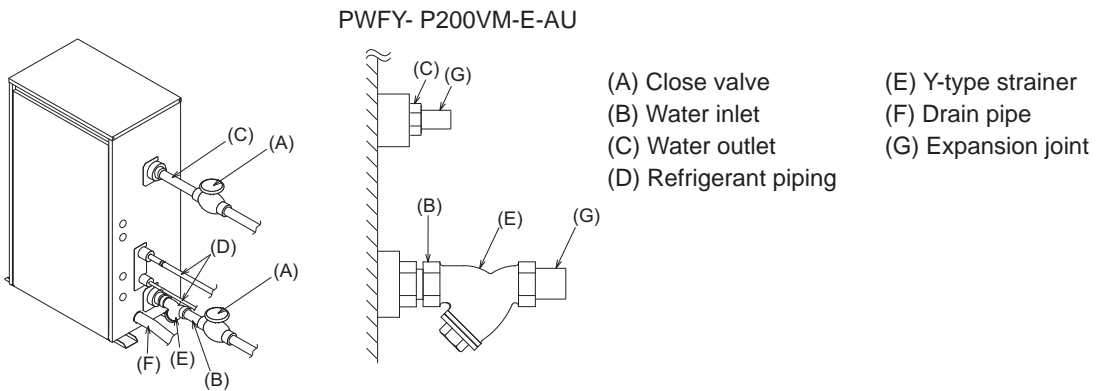 PWFY- P200VM-E-AU
(C)
(A)
(D)
(A)
(F)
(E)
(B)
(C)
(G)
(B)
(E)
(G)
(A) Close valve
(B) Water inlet
(C) Water outlet
(D) Refrigerant piping
(E) Y-type strainer
(F) Drain pipe
(G) Expansion joint